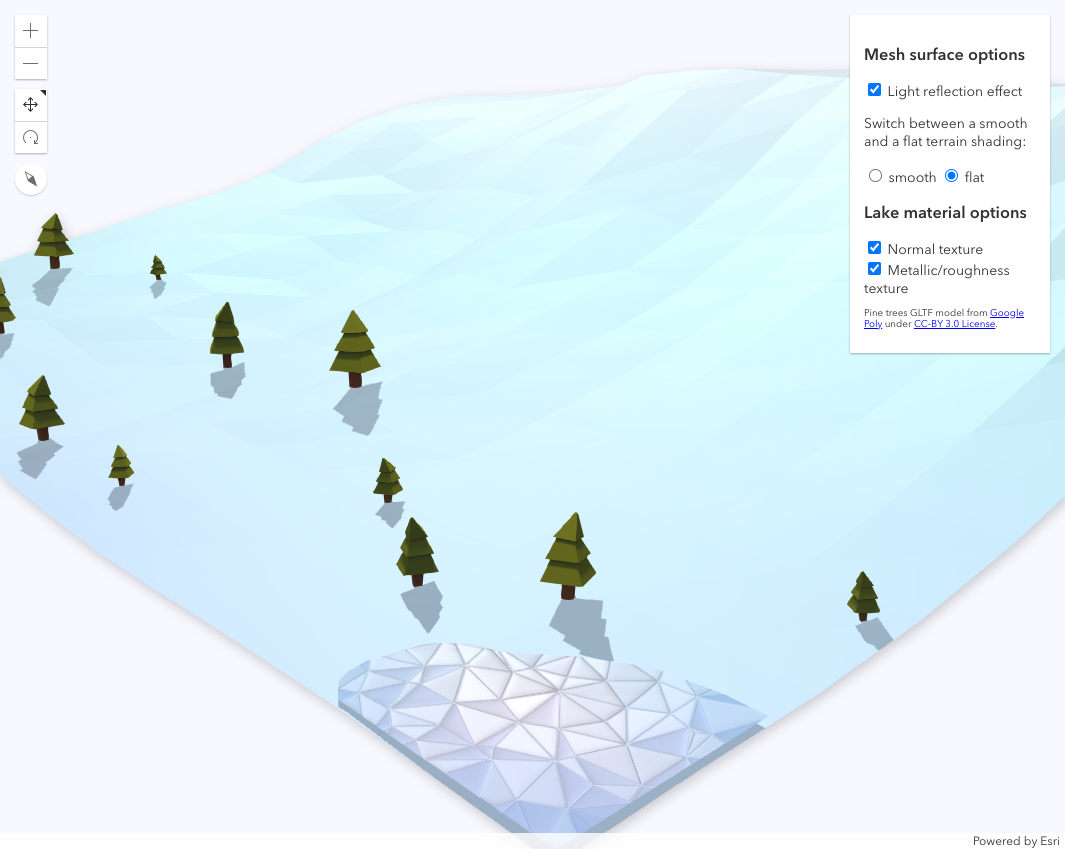 Mesh surface options
Light reflection effect
Switch between a smooth
and a flat terrain shading:
smooth flat
Lake material options
Normal texture
Metallic/roughness
texture
Pine trees GLTF model from Google
Poly under CC-BY 3.0 License.
Powered by Esri